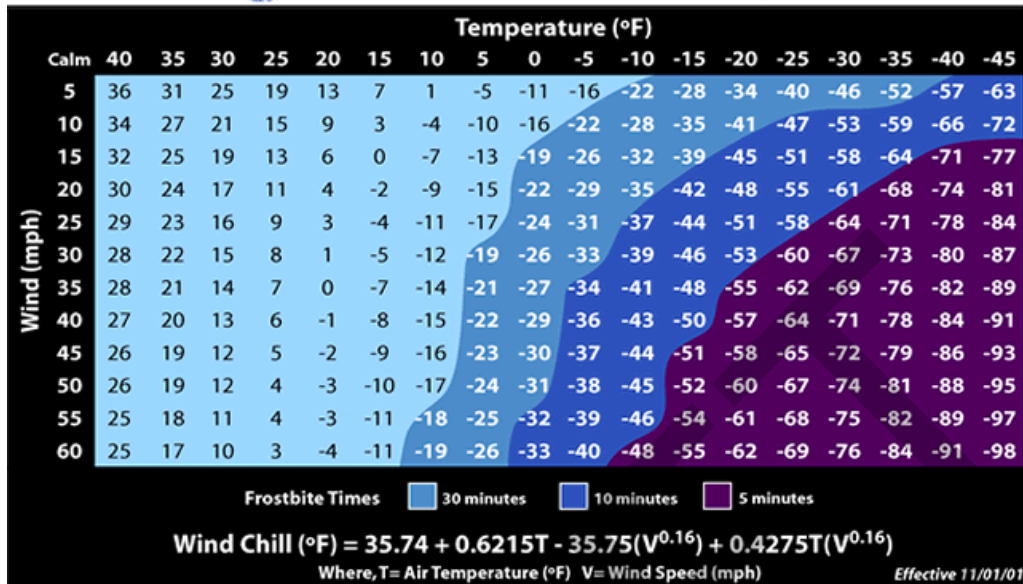 Temperature (ºF)
Calm 40 35 30 25 20 15 10 5 0 -5 -10 -15 -20 -25 -30 -35 -40 -45
5 36 31 25 19 13 7 1 -5 -11 -16 -22 -28 -34 -40 -46 -52 -57 -63
10 34 27 21 15 9 3 -4 -10 -16 -22 -28 -35 -41 -47 -53 -59 -66 -72
15 32 25 19 13 6 0 -7 -13 -19 -26 -32 -39 -45 -51 -58 -64 -71 -77
20 30 24 17 11 4 -2 -9 -15 -22 -29 -35 -42 -48 -55 -61 -68 -74 -81
25 29 23 16 9 3 -4 -11 -17 -24 -31 -37 -44 -51 -58 -64 -71 -78 -84
30 28 22 15 8 1 -5 -12 -19 -26 -33 -39 -46 -53 -60 -67 -73 -80 -87
35 28 21 14 7 0 -7 -14 -21 -27 -34 -41 -48 -55 -62 -69 -76 -82 -89
40 27 20 13 6 -1 -8 -15 -22 -29 -36 -43 -50 -57 -64 -71 -78 -84 -91
45 26 19 12 5 -2 -9 -16 -23 -30 -37 -44 -51 -58 -65 -72 -79 -86 -93
50 26 19 12 4 -3 -10 -17 -24 -31 -38 -45 -52 -60 -67 -74 -81 -88 -95
55 25 18 11 4 -3 -11 -18 -25 -32 -39 -46 -54 -61 -68 -75 -82 -89 -97
60 25 17 10 3 -4 -11 -19 -26 -33 -40 -48 -55 -62 -69 -76 -84 -91 -98
Wind (mph)
Frostbite Times 30 minutes 10 minutes 5 minutes
Wind Chill (ºF) = 35.74 + 0.6215T - 35.75(V^0.16) + 0.4275T(V^0.16)
Where, T= Air Temperature (ºF) V= Wind Speed (mph) Effective 11/01/01